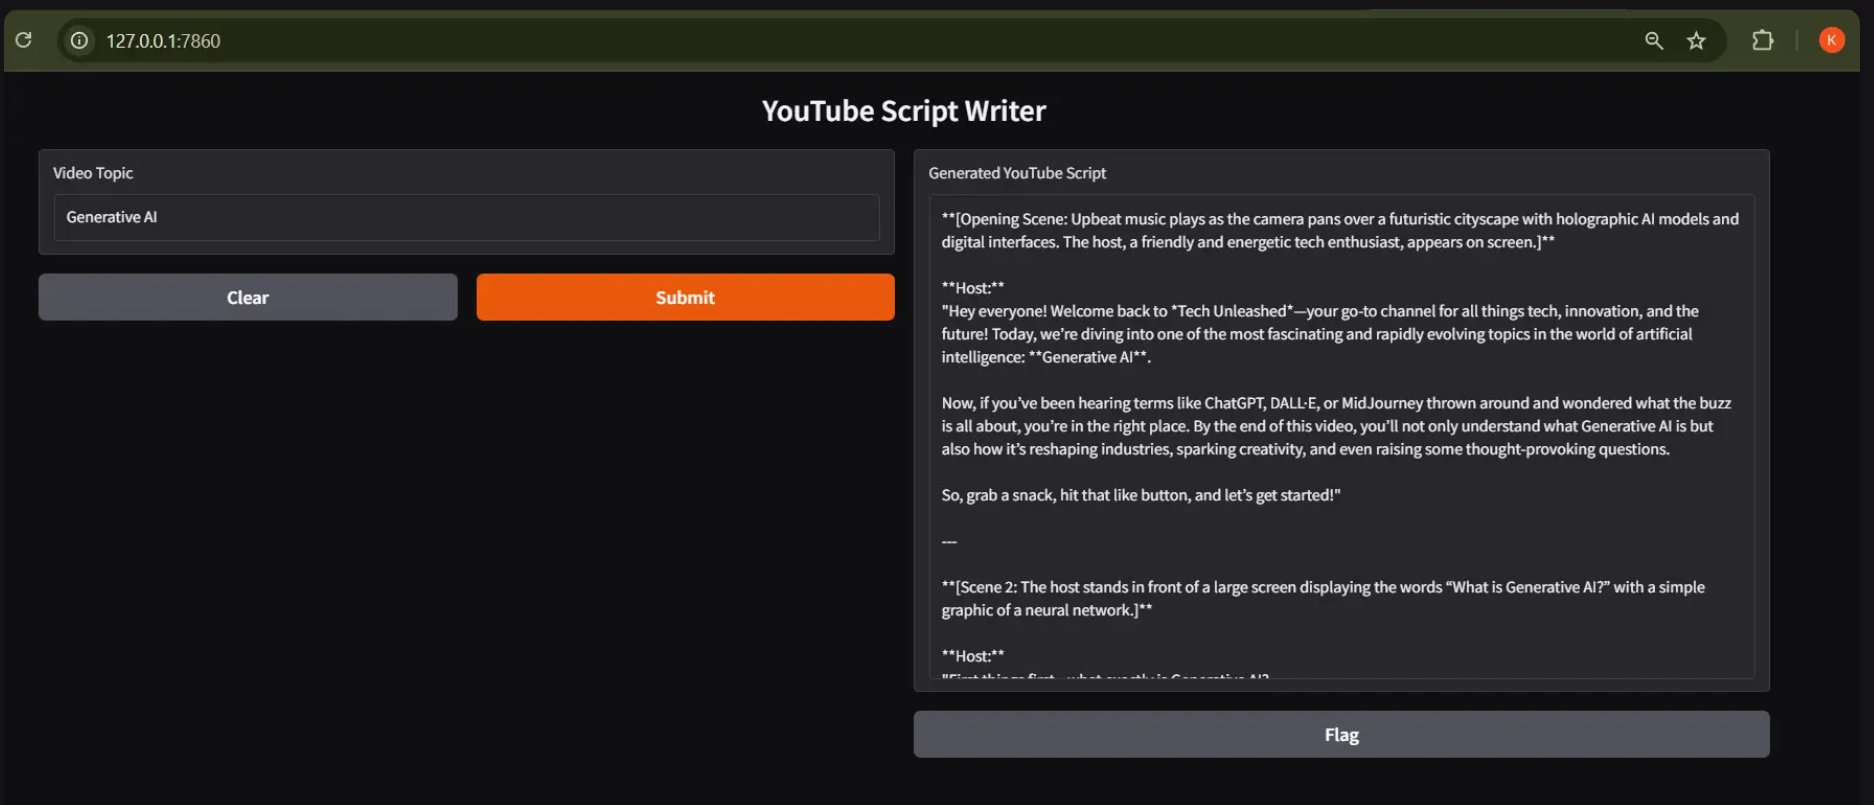 127.0.0.1:7860
K
YouTube Script Writer
Video Topic
Generative AI
Clear
Submit
Generated YouTube Script
**[Opening Scene: Upbeat music plays as the camera pans over a futuristic cityscape with holographic AI models and
digital interfaces. The host, a friendly and energetic tech enthusiast, appears on screen.]**
**Host:**
"Hey everyone! Welcome back to *Tech Unleashed*—your go-to channel for all things tech, innovation, and the
future! Today, we’re diving into one of the most fascinating and rapidly evolving topics in the world of artificial
intelligence: **Generative AI**.
Now, if you’ve been hearing terms like ChatGPT, DALL·E, or MidJourney thrown around and wondered what the buzz
is all about, you’re in the right place. By the end of this video, you’ll not only understand what Generative AI is but
also how it’s reshaping industries, sparking creativity, and even raising some thought-provoking questions.
So, grab a snack, hit that like button, and let’s get started!"
---
**[Scene 2: The host stands in front of a large screen displaying the words “What is Generative AI?” with a simple
graphic of a neural network.]**
**Host:**
"First things first—what exactly is Generative AI?
Flag